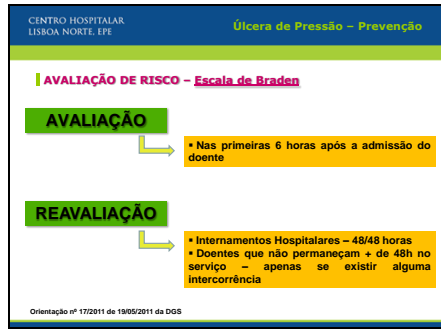 CENTRO HOSPITALAR
LISBOA NORTE, EPE
Úlcera de Pressão – Prevenção
AVALIAÇÃO DE RISCO – Escala de Braden
AVALIAÇÃO
▪ Nas primeiras 6 horas após a admissão do
doente
REAVALIAÇÃO
▪ Internamentos Hospitalares – 48/48 horas
▪ Doentes que não permaneçam + de 48h no
serviço – apenas se existir alguma
intercorrência
Orientação nº 17/2011 de 19/05/2011 da DGS